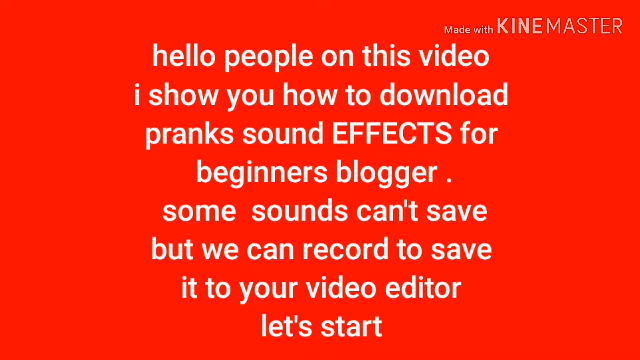 Made with KINEMASTER
hello people on this video
i show you how to download
pranks sound EFFECTS for
beginners blogger .
some sounds can't save
but we can record to save
it to your video editor
let's start